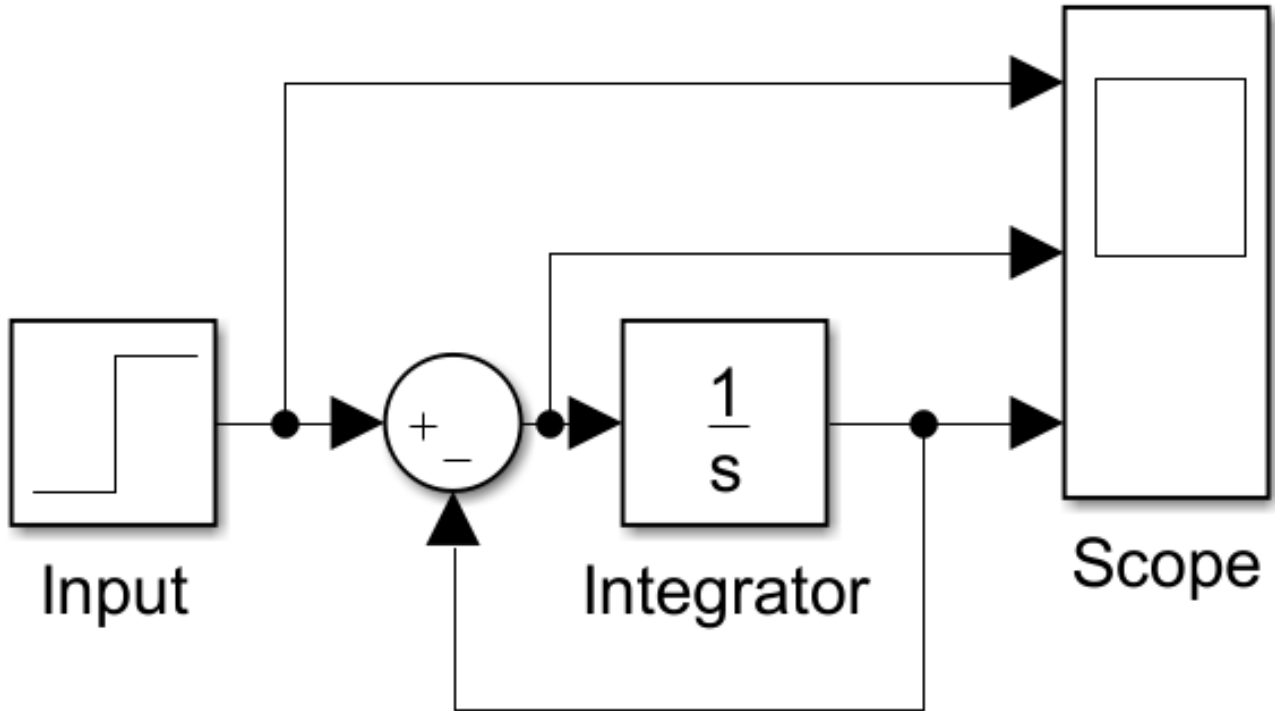 +
−
1
s
Input
Integrator
Scope